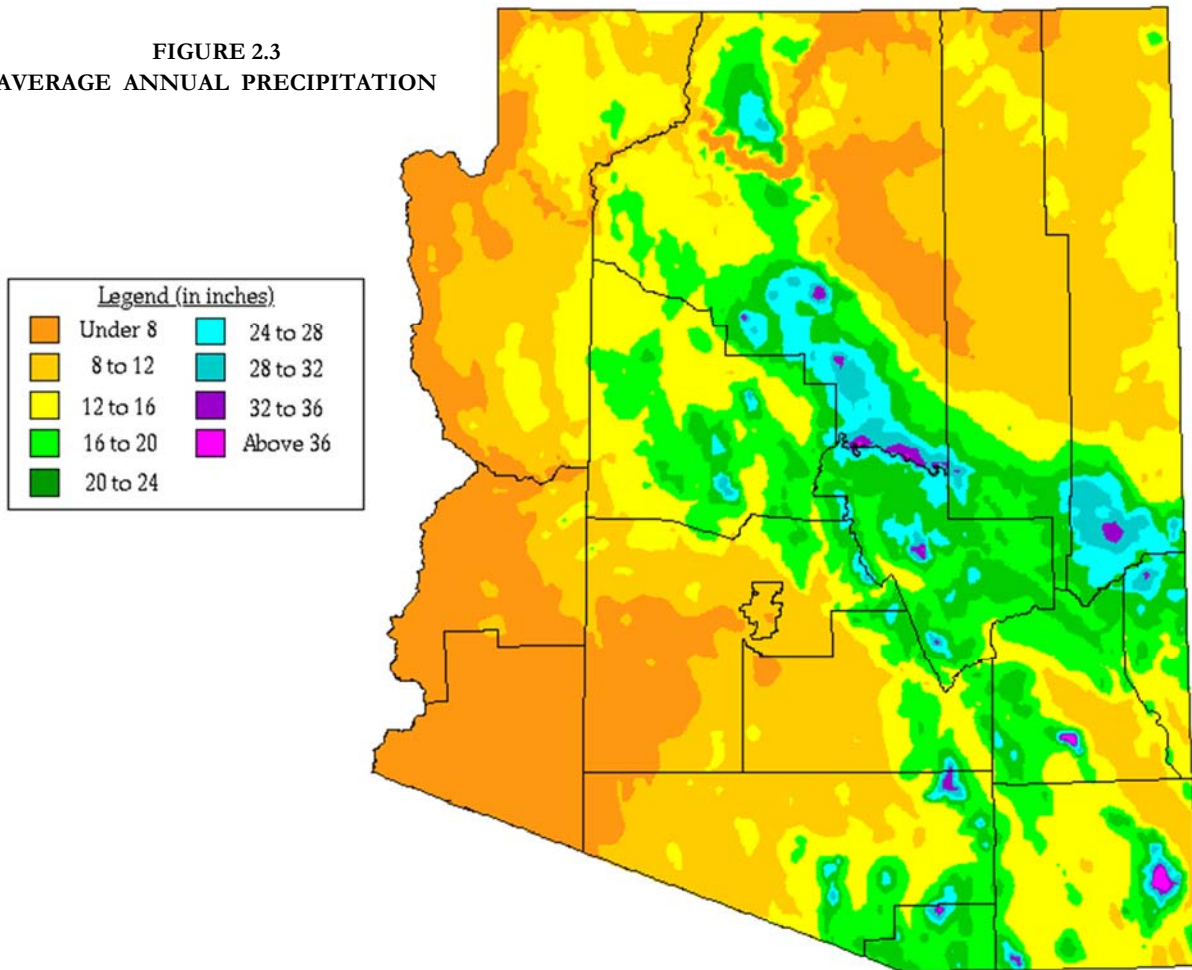 FIGURE 2.3
AVERAGE ANNUAL PRECIPITATION
Legend (in inches)
Under 8
8 to 12
12 to 16
16 to 20
20 to 24
24 to 28
28 to 32
32 to 36
Above 36